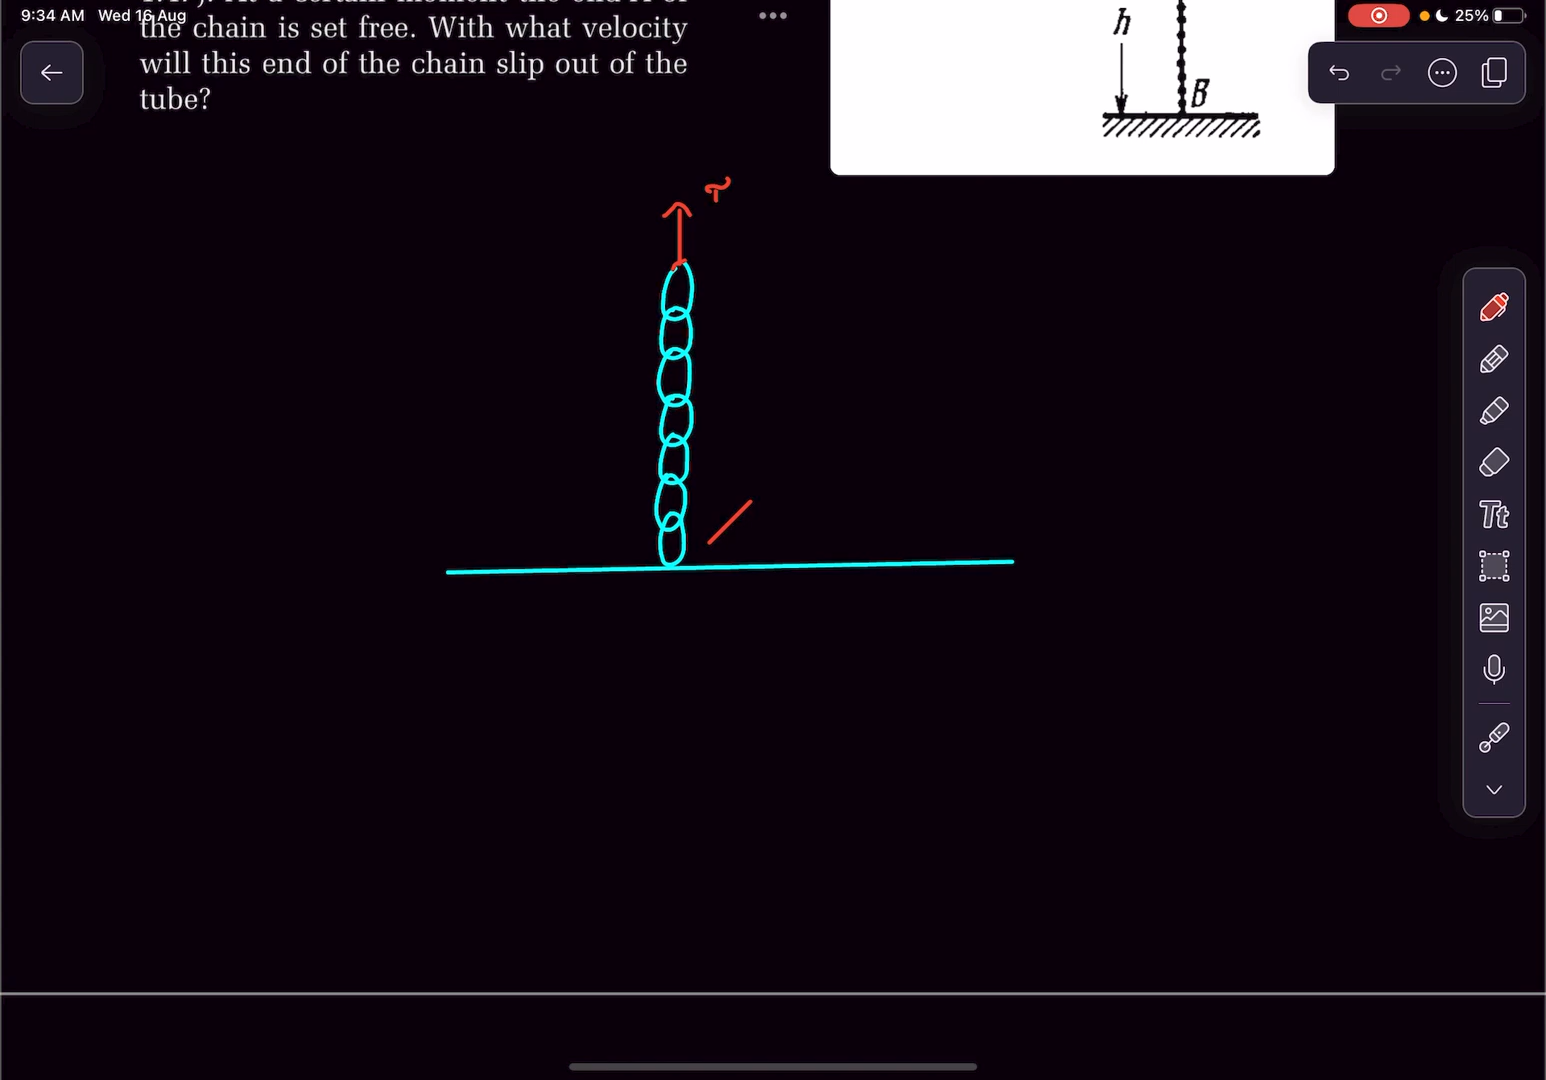 9:34 AM Wed 16 Aug
25%
the chain is set free. With what velocity
will this end of the chain slip out of the
tube?
h
B
T
Tt